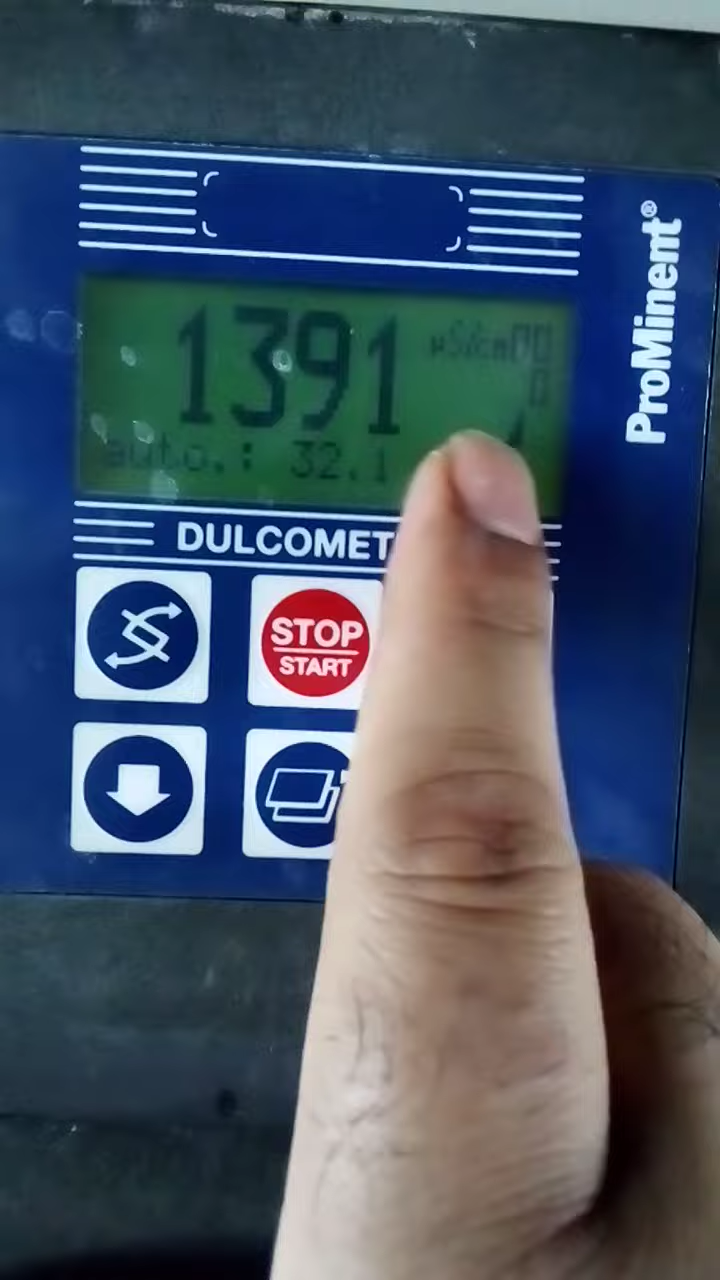 ProMinent®
1391 µS/cm
auto.: 32.1
DULCOMET
STOP
START